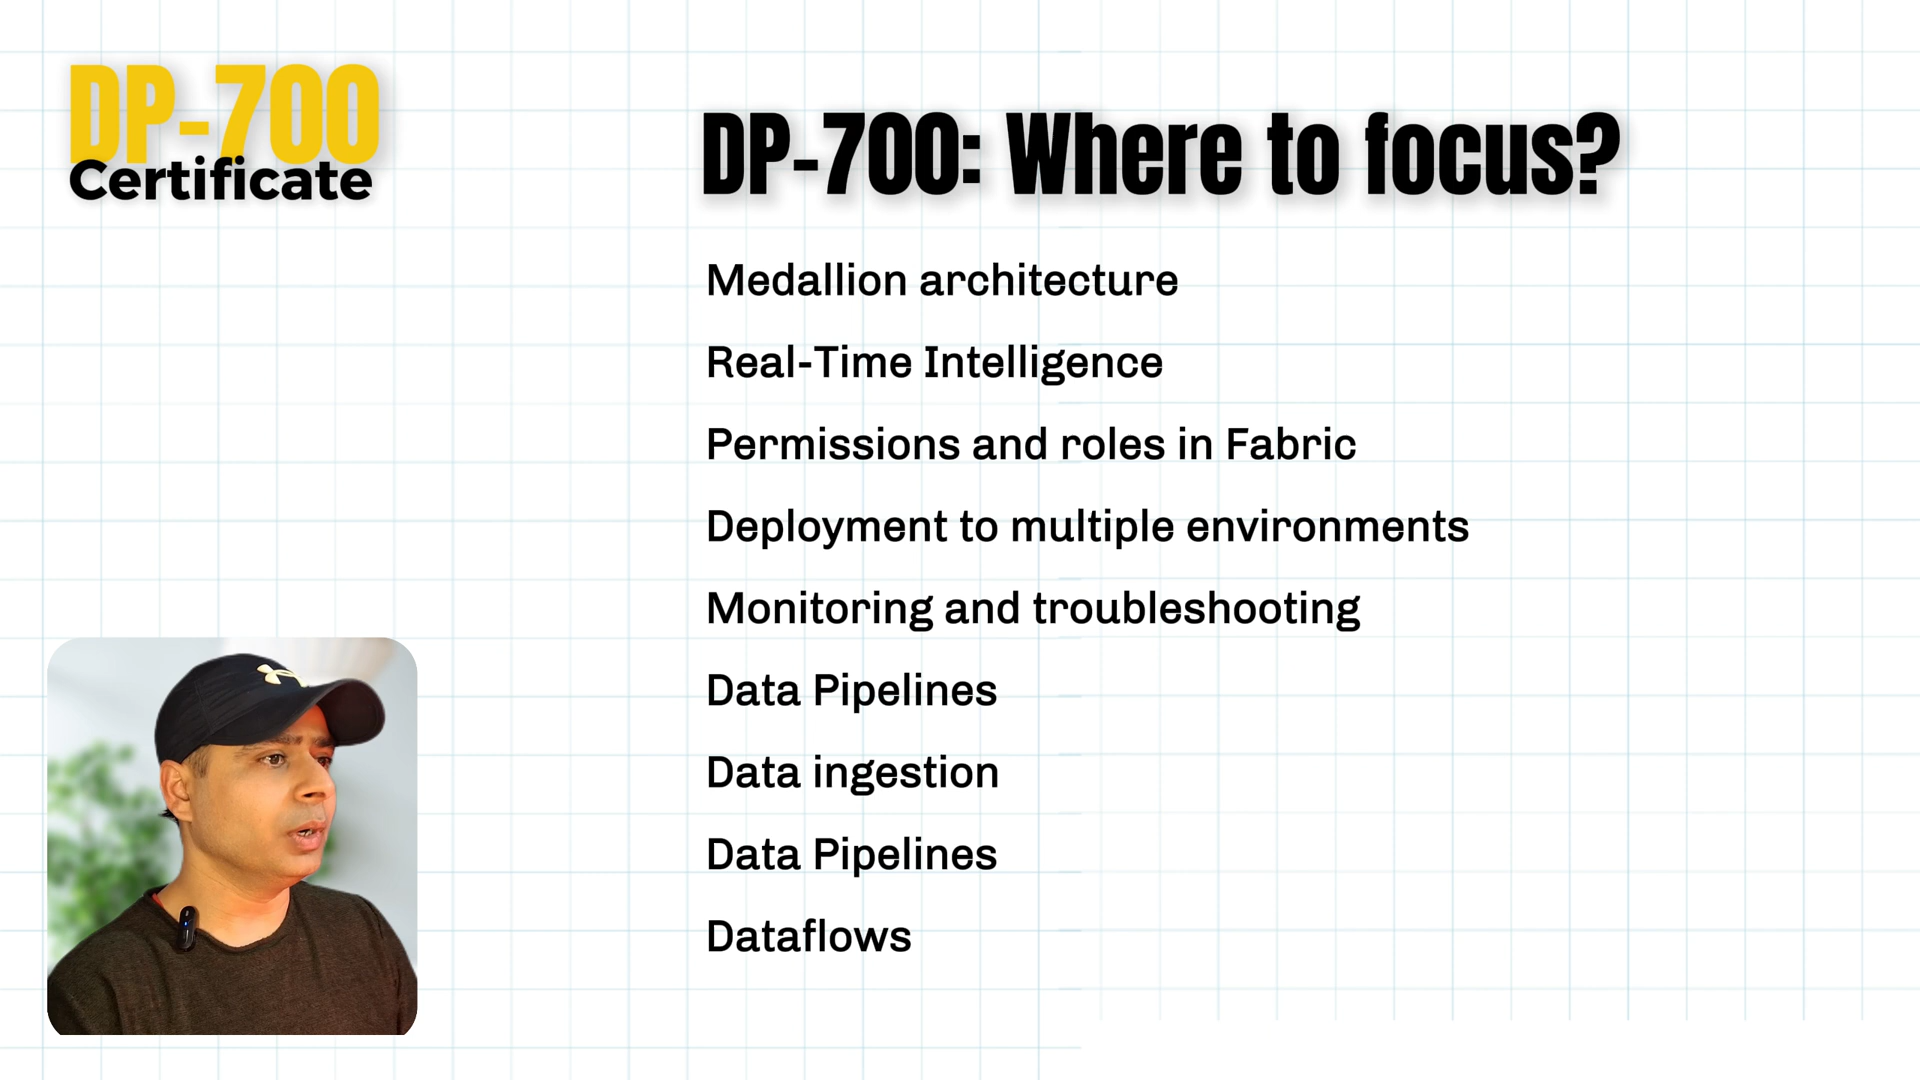 DP-700
Certificate
DP-700: Where to focus?
Medallion architecture
Real-Time Intelligence
Permissions and roles in Fabric
Deployment to multiple environments
Monitoring and troubleshooting
Data Pipelines
Data ingestion
Data Pipelines
Dataflows